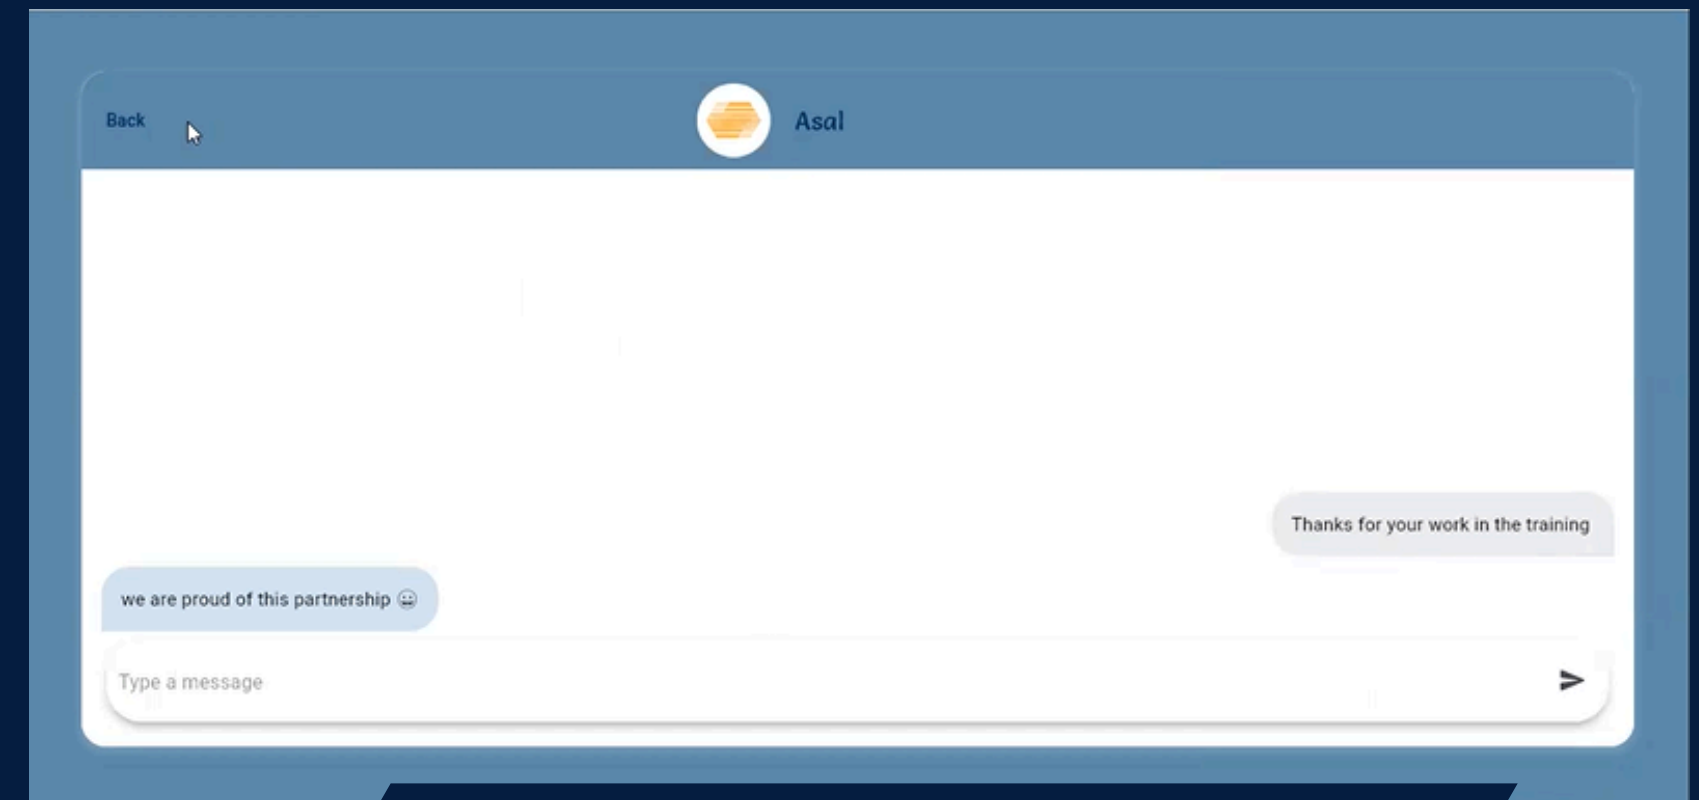 Back
Asal
Thanks for your work in the training
we are proud of this partnership 😀
Type a message